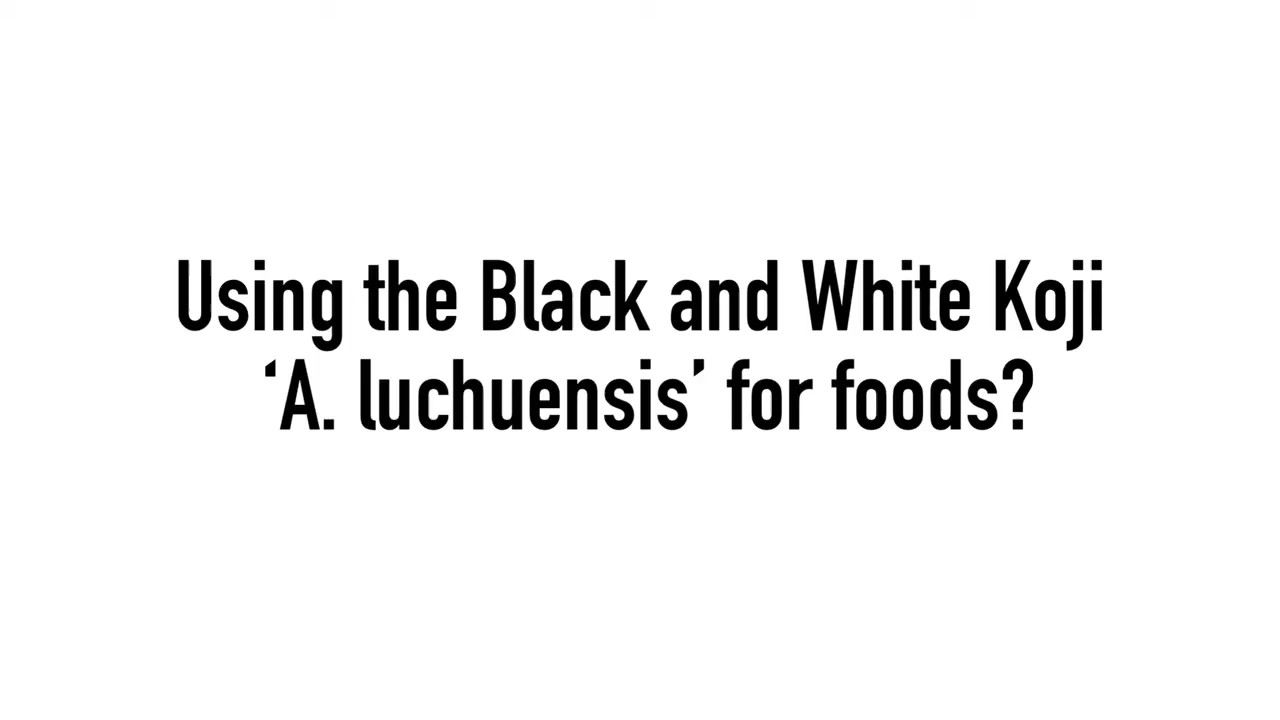 Using the Black and White Koji
‘A. luchuensis’ for foods?